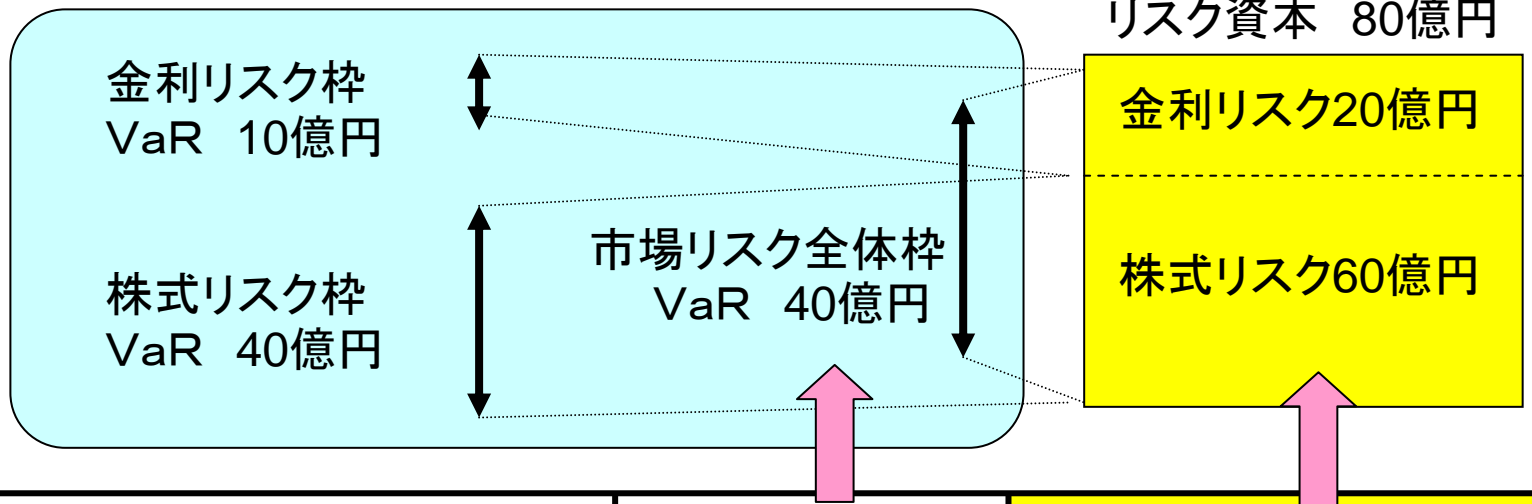 リスク資本 80億円
金利リスク枠
VaR 10億円
金利リスク20億円
市場リスク全体枠
VaR 40億円
株式リスク枠
VaR 40億円
株式リスク60億円